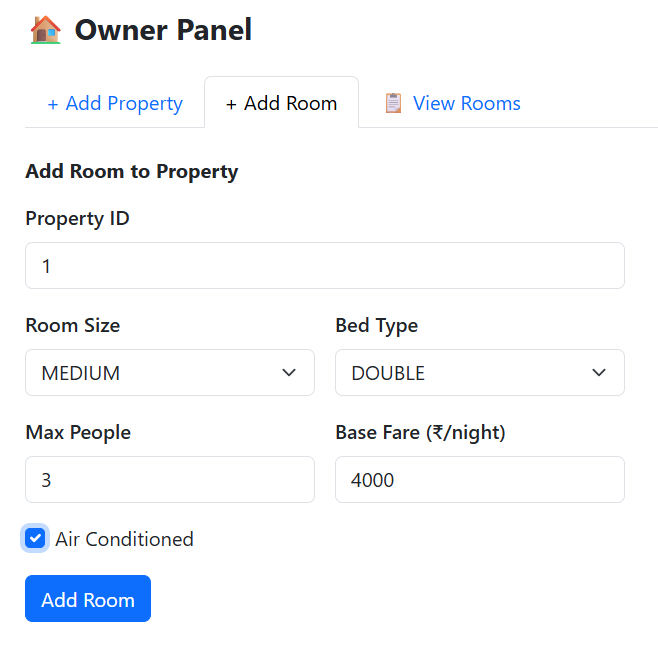 Owner Panel
+ Add Property + Add Room View Rooms
Add Room to Property
Property ID
1
Room Size Bed Type
MEDIUM DOUBLE
Max People Base Fare (₹/night)
3 4000
Air Conditioned
Add Room